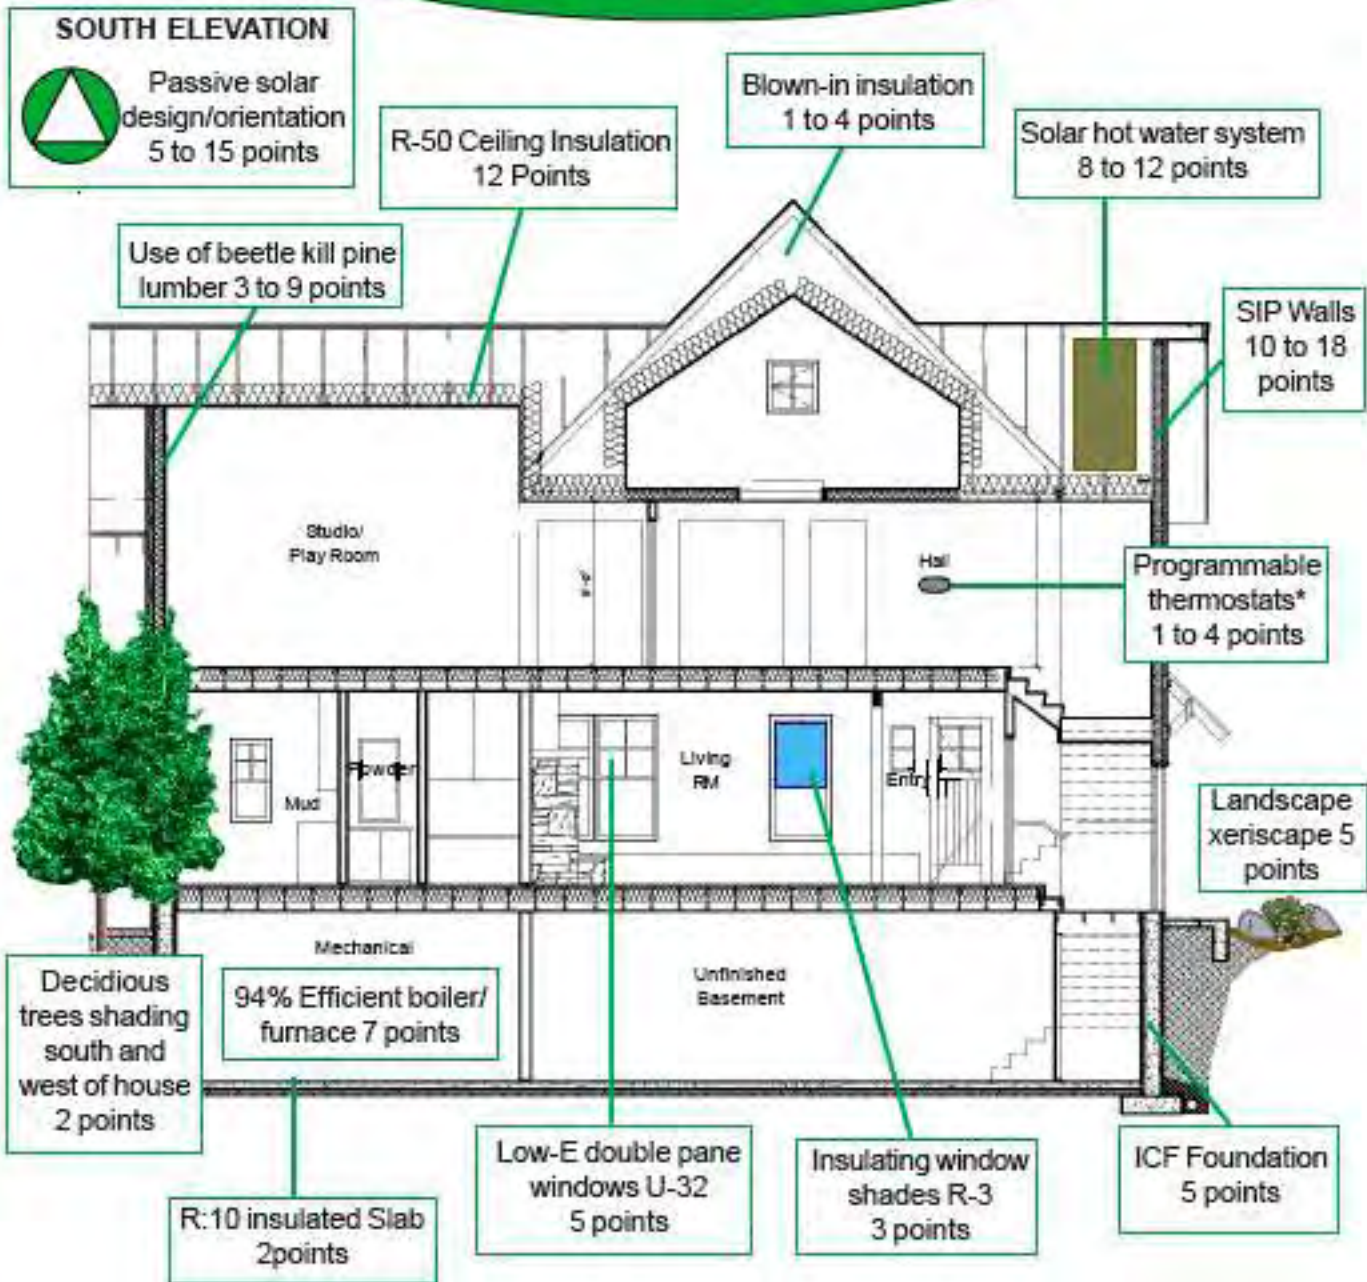 SOUTH ELEVATION
Passive solar
design/orientation
5 to 15 points
R-50 Ceiling Insulation
12 Points
Blown-in insulation
1 to 4 points
Solar hot water system
8 to 12 points
Use of beetle kill pine
lumber 3 to 9 points
SIP Walls
10 to 18
points
Studio/
Play Room
Hall
Programmable
thermostats*
1 to 4 points
Mud
Powder
Living
RM
Entry
Landscape
xeriscape 5
points
Mechanical
94% Efficient boiler/
furnace 7 points
Unfinished
Basement
Decidious
trees shading
south and
west of house
2 points
R:10 insulated Slab
2points
Low-E double pane
windows U-32
5 points
Insulating window
shades R-3
3 points
ICF Foundation
5 points